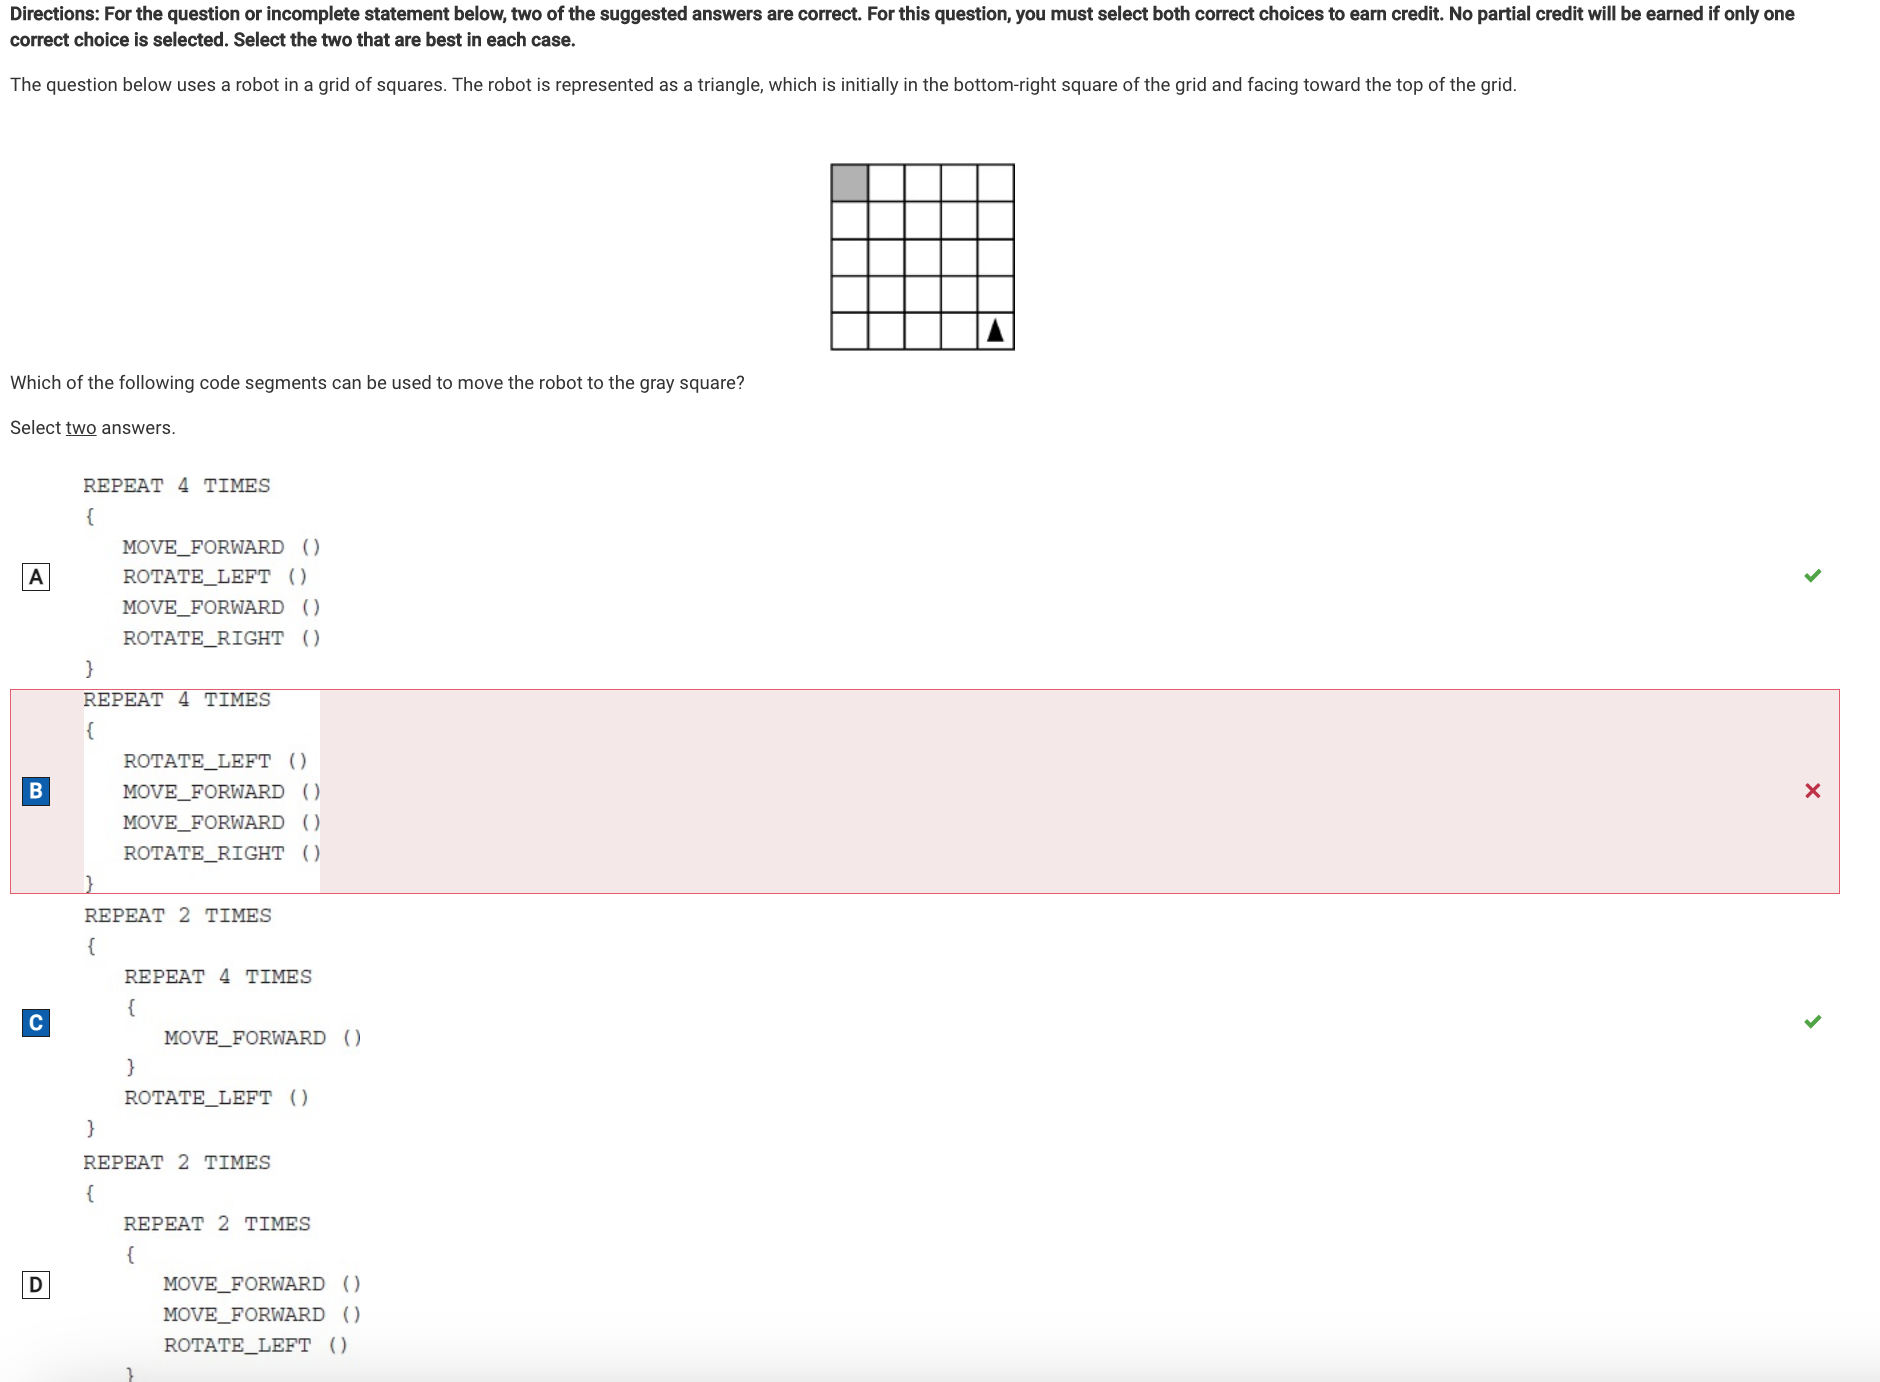 Directions: For the question or incomplete statement below, two of the suggested answers are correct. For this question, you must select both correct choices to earn credit. No partial credit will be earned if only one
correct choice is selected. Select the two that are best in each case.
The question below uses a robot in a grid of squares. The robot is represented as a triangle, which is initially in the bottom-right square of the grid and facing toward the top of the grid.
Which of the following code segments can be used to move the robot to the gray square?
Select two answers.
A
REPEAT 4 TIMES
{
MOVE_FORWARD ()
ROTATE_LEFT ()
MOVE_FORWARD ()
ROTATE_RIGHT ()
}
B
REPEAT 4 TIMES
{
ROTATE_LEFT ()
MOVE_FORWARD ()
MOVE_FORWARD ()
ROTATE_RIGHT ()
}
C
REPEAT 2 TIMES
{
REPEAT 4 TIMES
{
MOVE_FORWARD ()
}
ROTATE_LEFT ()
}
D
REPEAT 2 TIMES
{
REPEAT 2 TIMES
{
MOVE_FORWARD ()
MOVE_FORWARD ()
ROTATE_LEFT ()
}